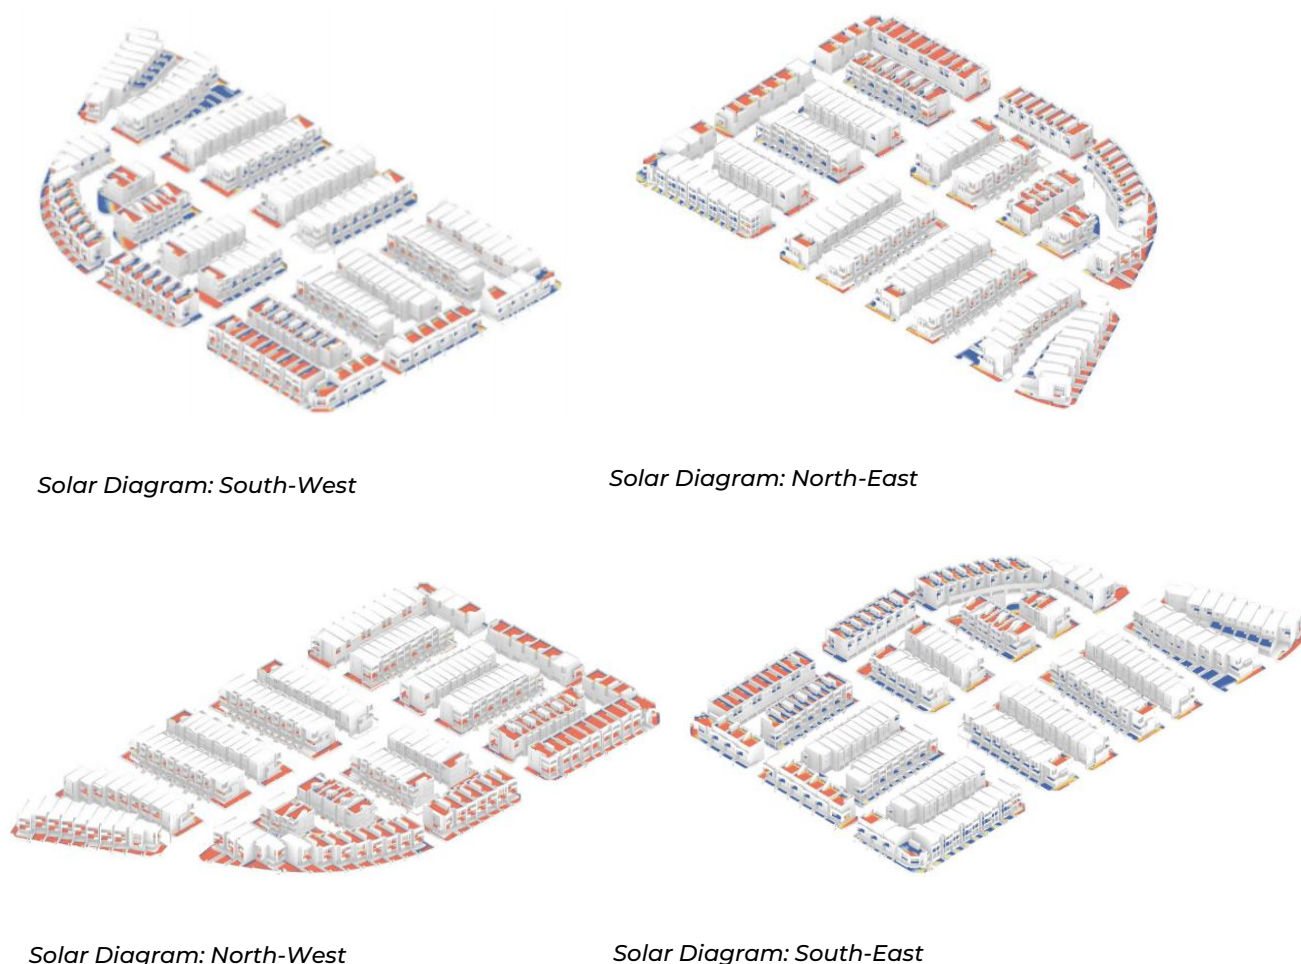 Solar Diagram: South-West
Solar Diagram: North-East
Solar Diagram: North-West
Solar Diagram: South-East